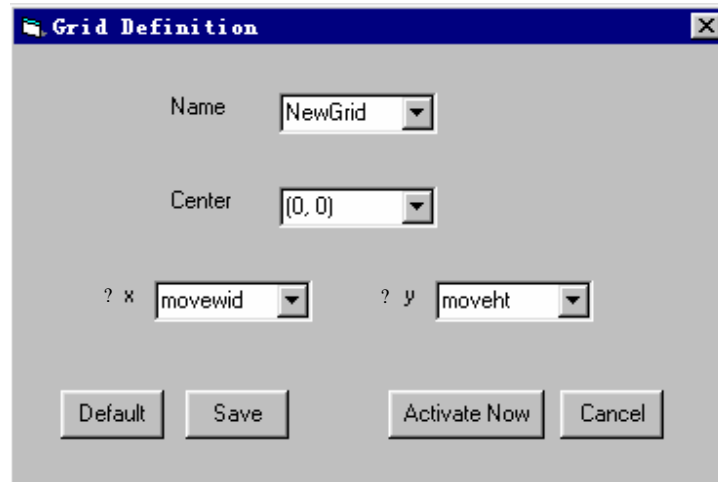 Grid Definition
Name NewGrid
Center (0, 0)
? x movewid ? y moveht
Default Save Activate Now Cancel